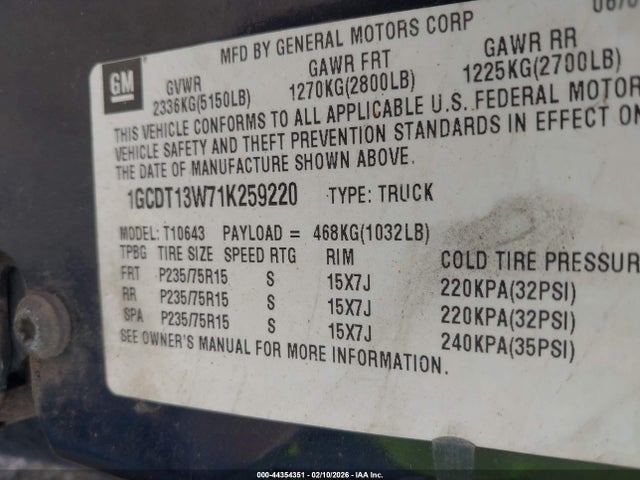 GM
MFD BY GENERAL MOTORS CORP
GVWR GAWR FRT GAWR RR
2336KG(5150LB) 1270KG(2800LB) 1225KG(2700LB)
THIS VEHICLE CONFORMS TO ALL APPLICABLE U.S. FEDERAL MOTOR
VEHICLE SAFETY AND THEFT PREVENTION STANDARDS IN EFFECT ON
THE DATE OF MANUFACTURE SHOWN ABOVE.
1GCDT13W71K259220 TYPE: TRUCK
MODEL: T10643 PAYLOAD = 468KG(1032LB)
TPBG TIRE SIZE SPEED RTG RIM COLD TIRE PRESSUR
FRT P235/75R15 S 15X7J 220KPA(32PSI)
RR P235/75R15 S 15X7J 220KPA(32PSI)
SPA P235/75R15 S 15X7J 240KPA(35PSI)
SEE OWNER'S MANUAL FOR MORE INFORMATION.
000-44354351 | 02/10/2026 | IAA Inc.